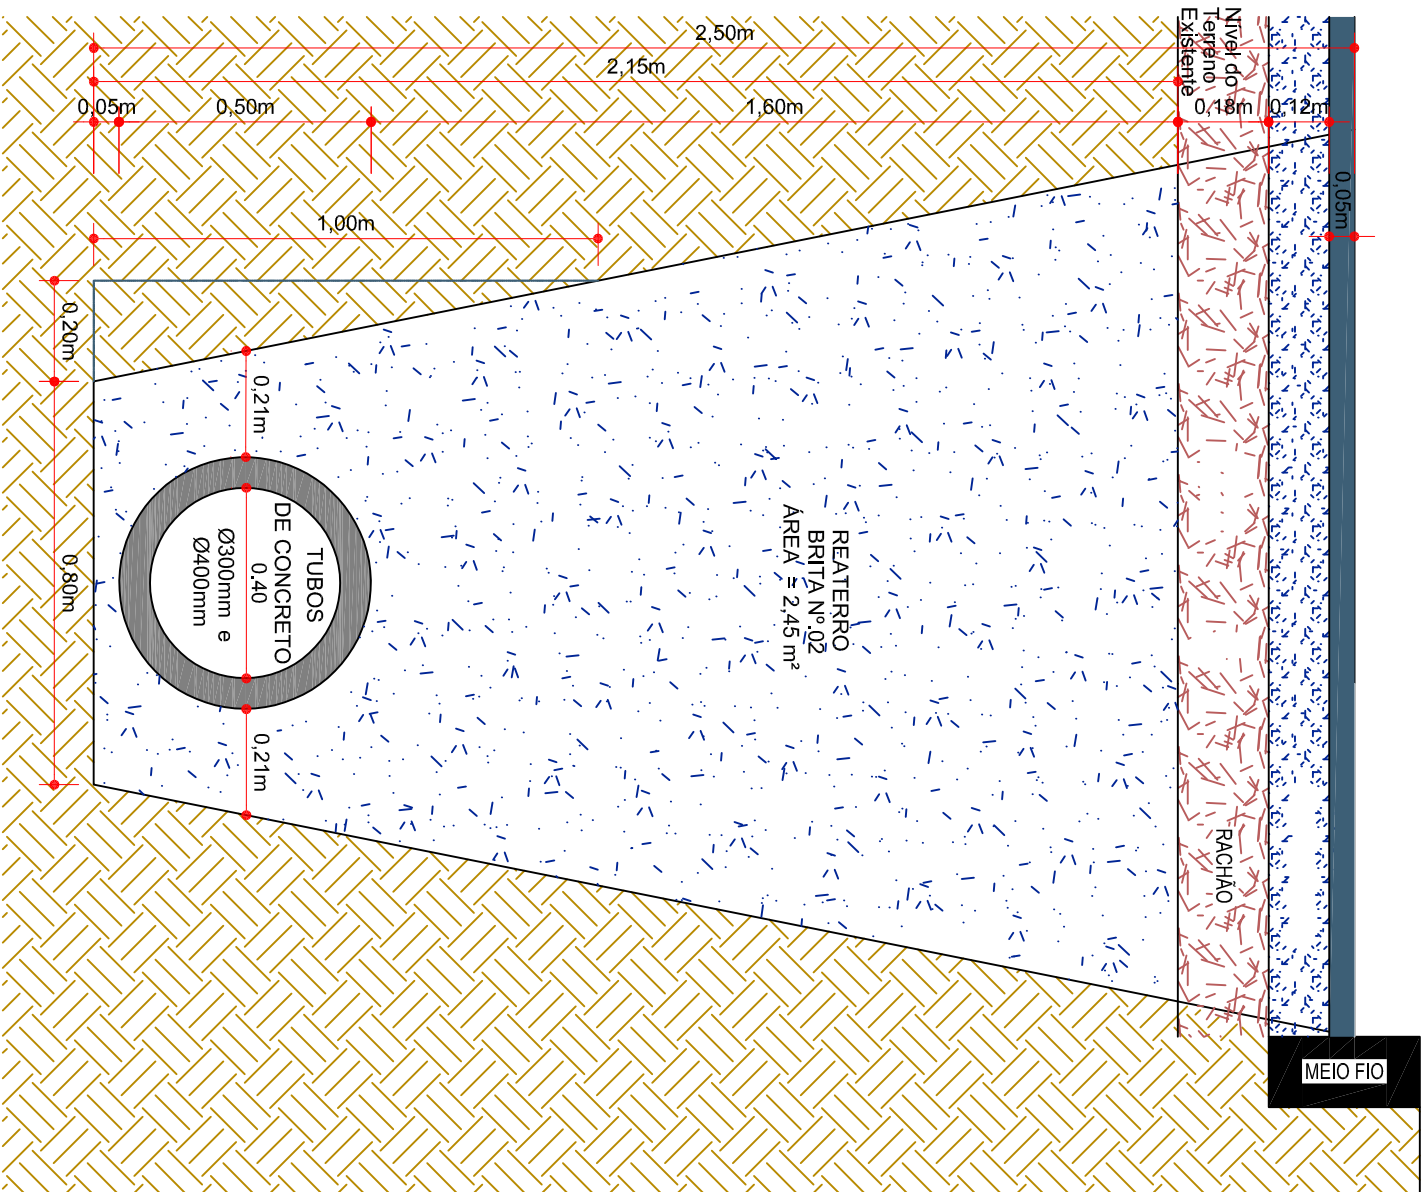 2,50m
2,15m
0,05m
0,50m
1,60m
0,18m
0,12m
Nível do
Terreno
Existente
0,05m
1,00m
0,20m
0,80m
0,21m
0,21m
TUBOS
DE CONCRETO
0.40
Ø300mm e
Ø400mm
REATERRO
BRITA Nº.02
ÁREA = 2,45 m²
RACHÃO
MEIO FIO